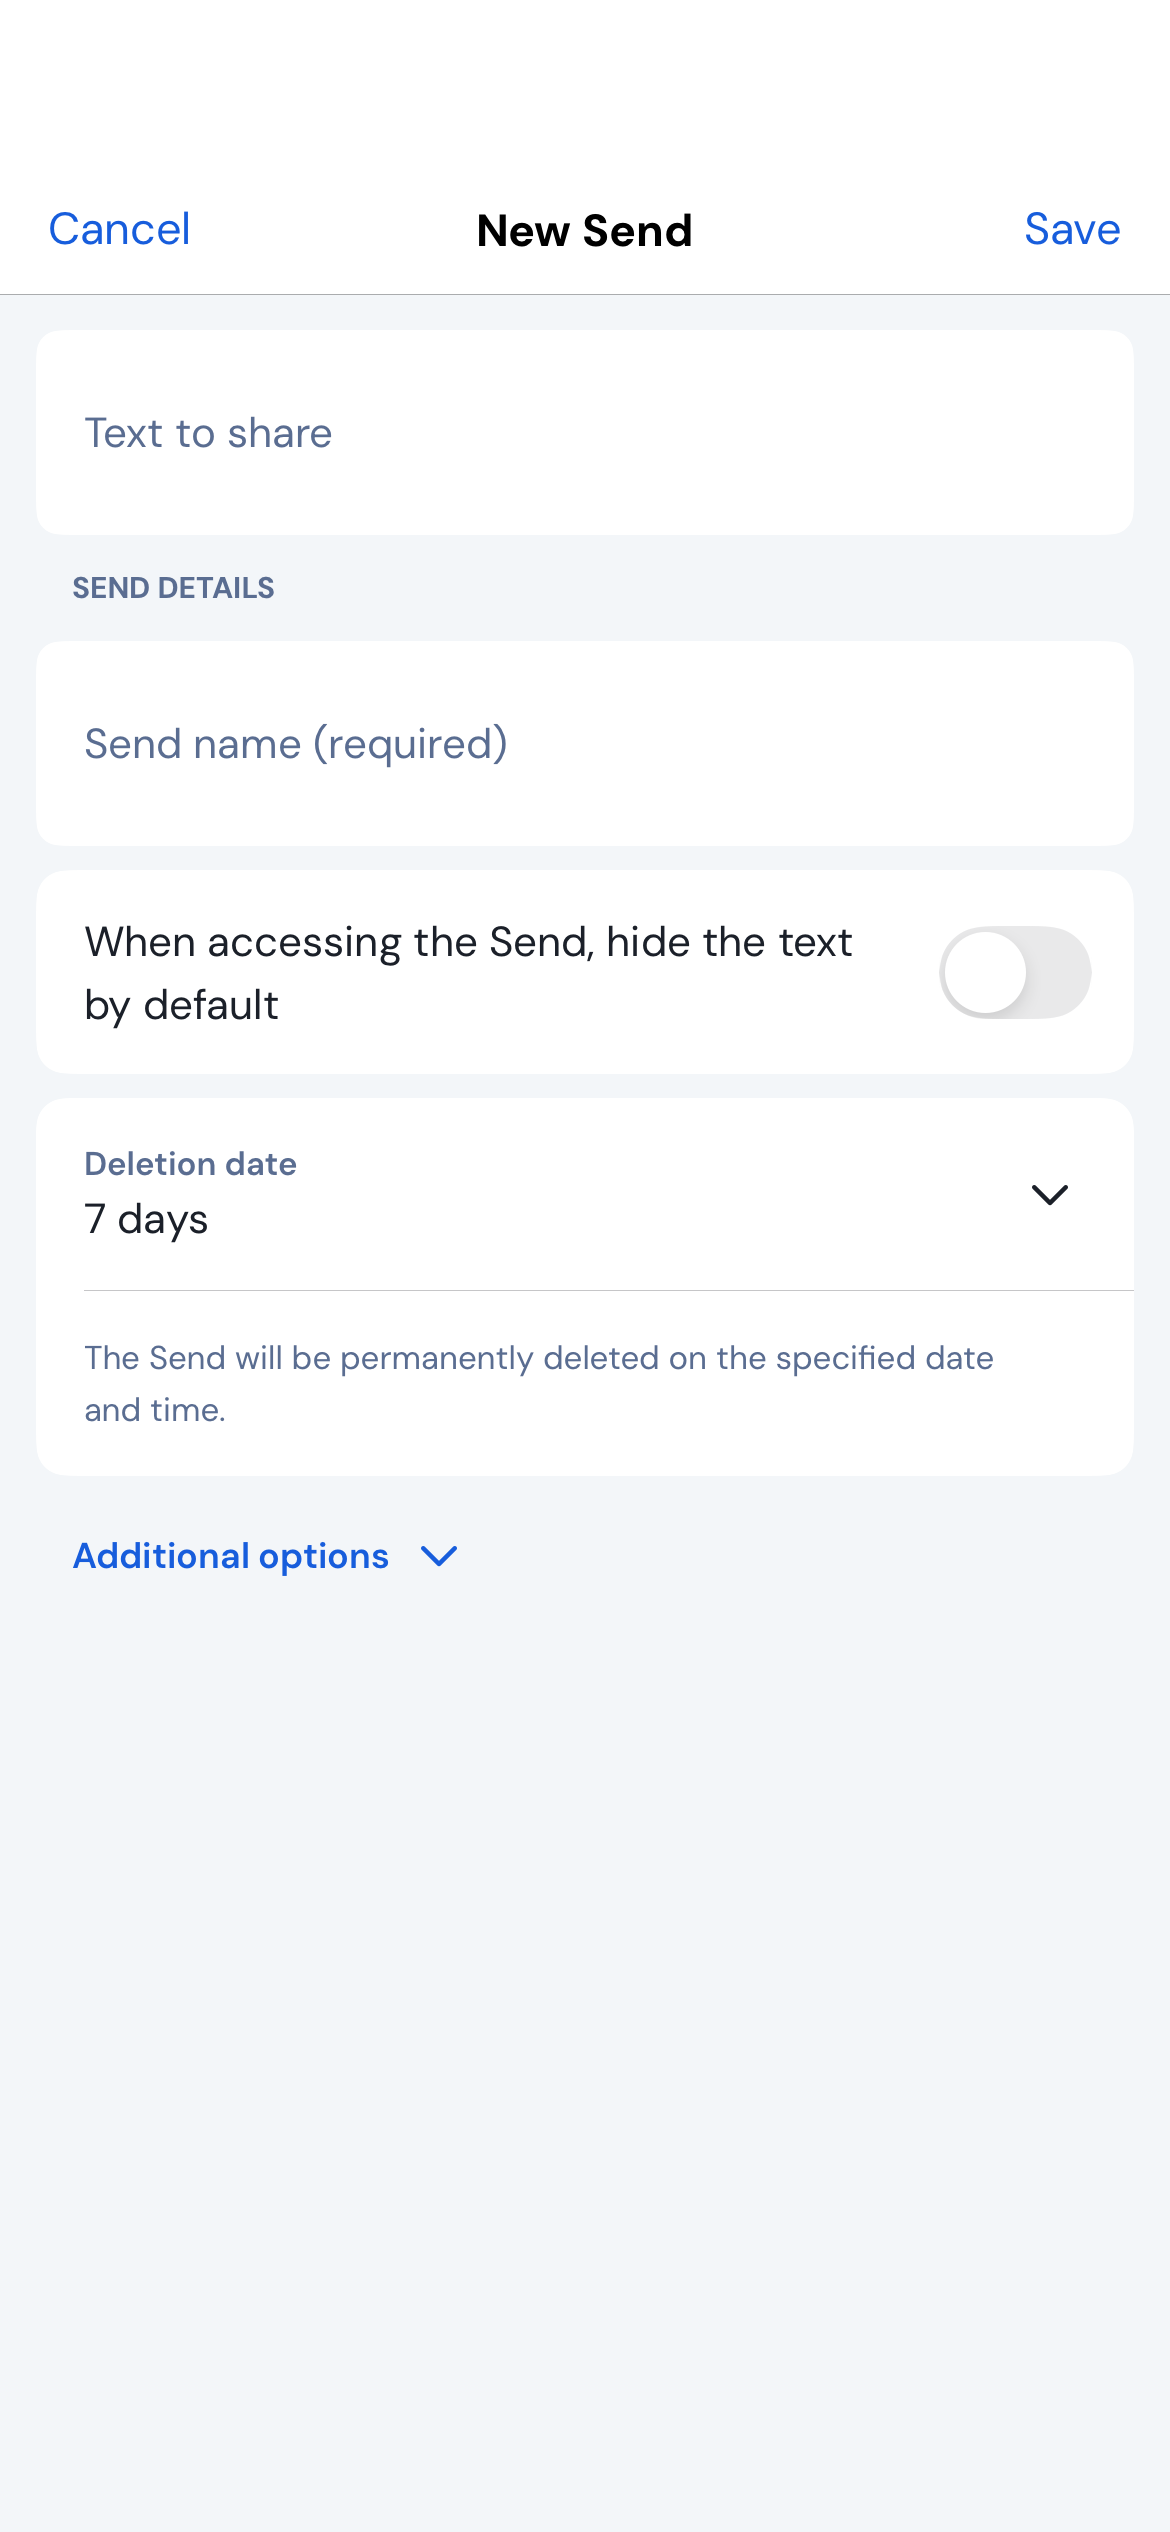 Cancel
New Send
Save
Text to share
SEND DETAILS
Send name (required)
When accessing the Send, hide the text
by default
Deletion date
7 days
The Send will be permanently deleted on the specified date
and time.
Additional options